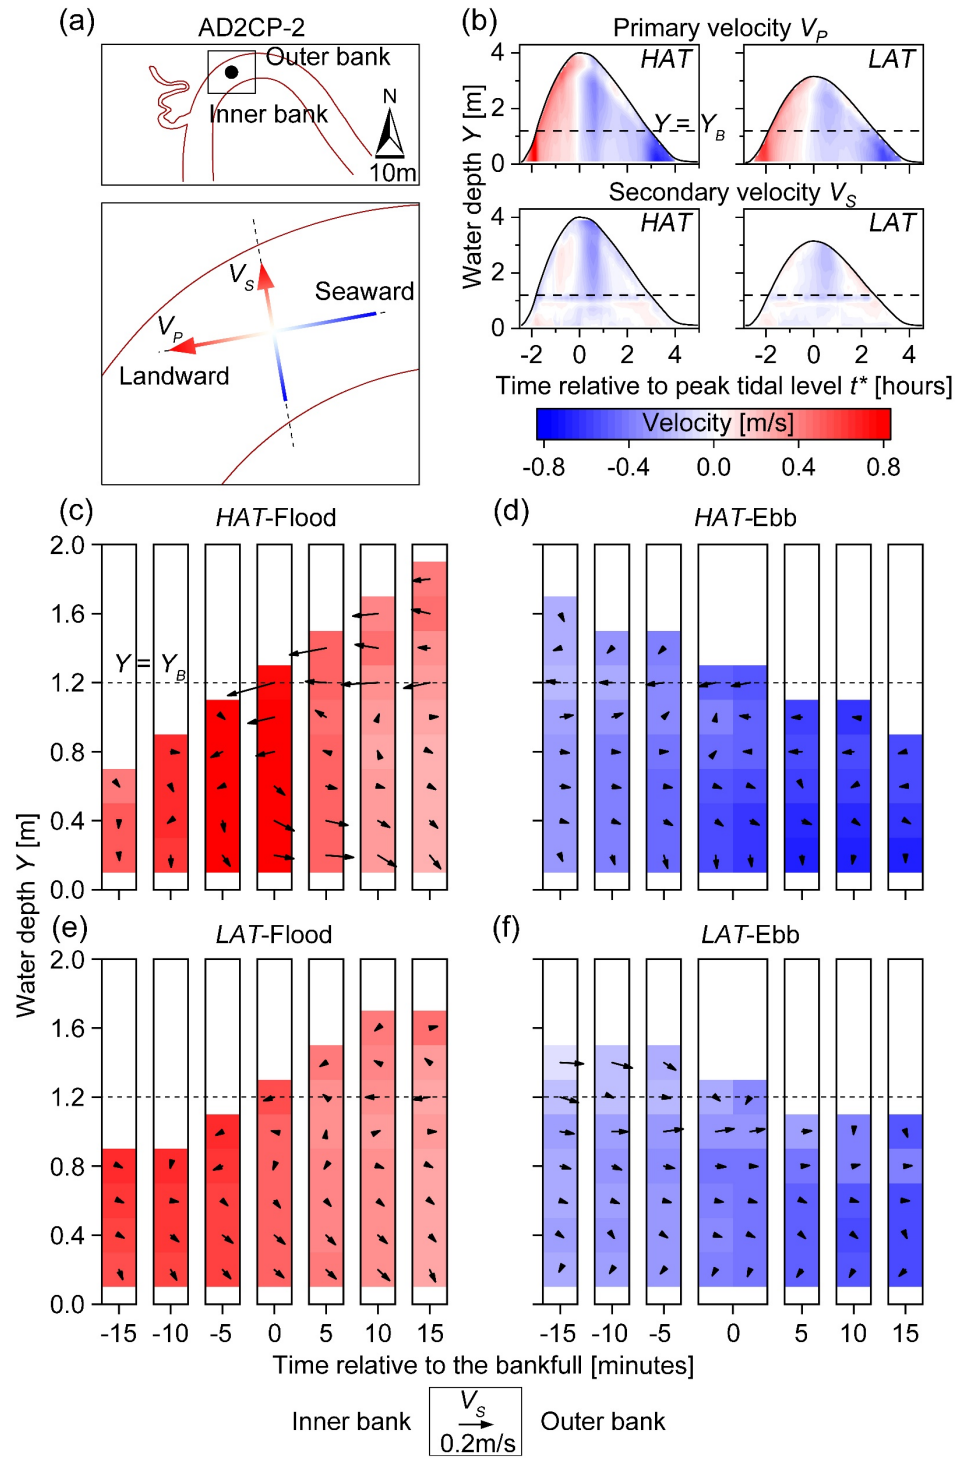 (a)
AD2CP-2
Outer bank
Inner bank
N
10m
V_S
Seaward
V_P
Landward
(b)
Primary velocity V_P
HAT
LAT
Y = Y_B
4
2
0
Secondary velocity V_S
HAT
LAT
4
2
0
Water depth Y [m]
-2 0 2 4
-2 0 2 4
Time relative to peak tidal level t* [hours]
Velocity [m/s]
-0.8 -0.4 0.0 0.4 0.8
(c)
HAT-Flood
2.0
1.6
1.2
0.8
0.4
0.0
Y = Y_B
(d)
HAT-Ebb
Water depth Y [m]
(e)
LAT-Flood
2.0
1.6
1.2
0.8
0.4
0.0
-15 -10 -5 0 5 10 15
(f)
LAT-Ebb
-15 -10 -5 0 5 10 15
Time relative to the bankfull [minutes]
Inner bank
V_S
0.2m/s
Outer bank